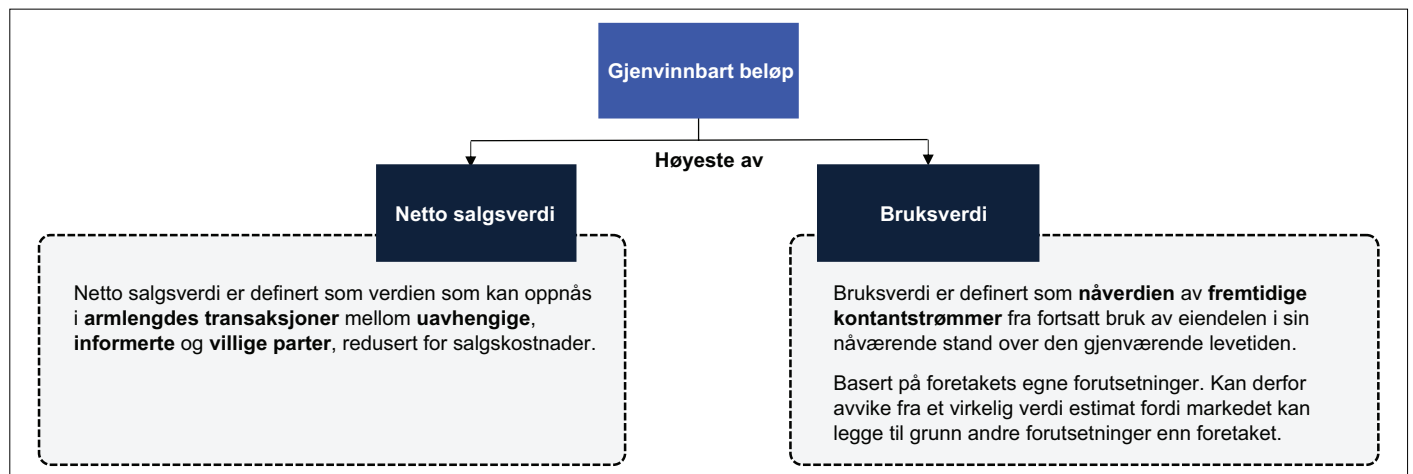 Gjenvinnbart beløp
Høyeste av
Netto salgsverdi
Bruksverdi
Netto salgsverdi er definert som verdien som kan oppnås
i armlengdes transaksjoner mellom uavhengige,
informerte og villige parter, redusert for salgskostnader.
Bruksverdi er definert som nåverdien av fremtidige
kontantstrømmer fra fortsatt bruk av eiendelen i sin
nåværende stand over den gjenværende levetiden.
Basert på foretakets egne forutsetninger. Kan derfor
avvike fra et virkelig verdi estimat fordi markedet kan
legge til grunn andre forutsetninger enn foretaket.